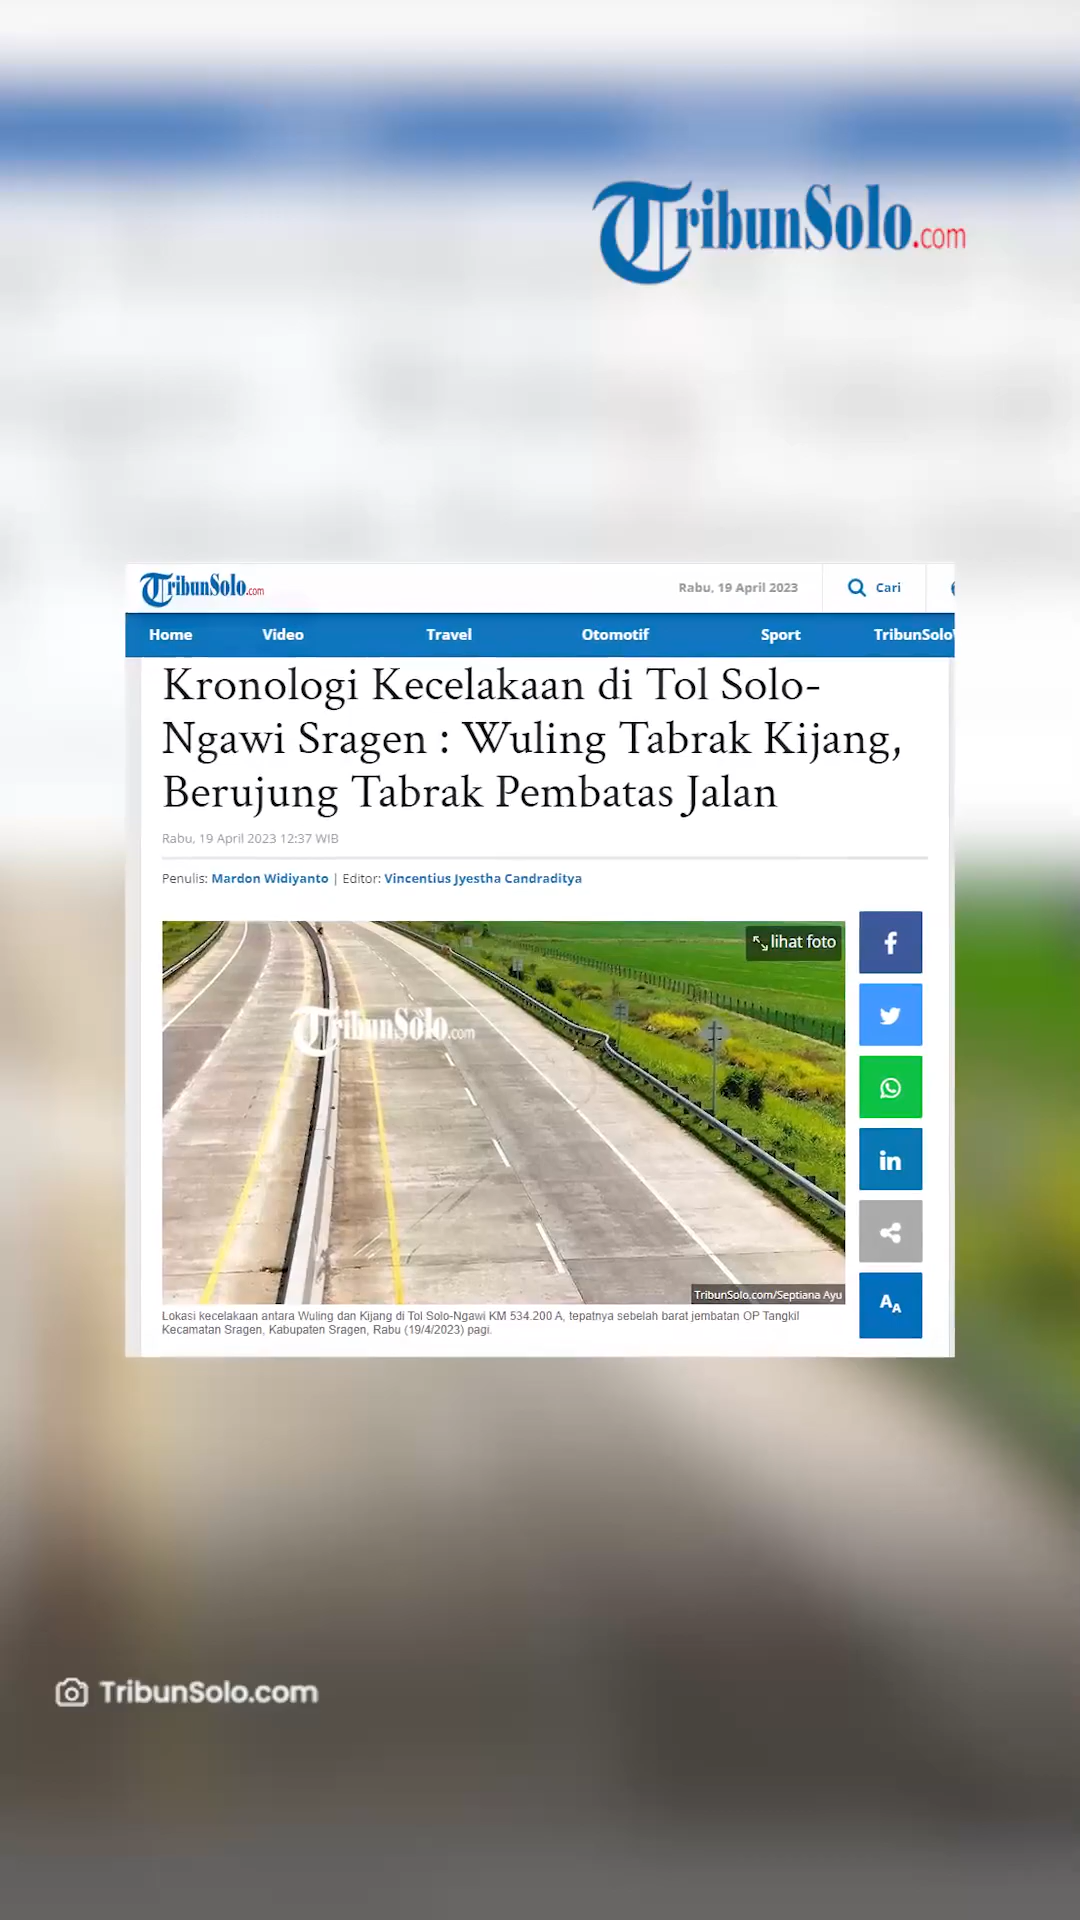 TribunSolo.com
TribunSolo.com
Rabu, 19 April 2023
Cari
Home Video Travel Otomotif Sport TribunSolo
Kronologi Kecelakaan di Tol Solo-
Ngawi Sragen : Wuling Tabrak Kijang,
Berujung Tabrak Pembatas Jalan
Rabu, 19 April 2023 12:37 WIB
Penulis: Mardon Widiyanto | Editor: Vincentius Jyestha Candraditya
lihat foto
TribunSolo.com
TribunSolo.com/Septiana Ayu
Lokasi kecelakaan antara Wuling dan Kijang di Tol Solo-Ngawi KM 534.200 A, tepatnya sebelah barat jembatan OP Tangkil
Kecamatan Sragen, Kabupaten Sragen, Rabu (19/4/2023) pagi.
f
in
AA
TribunSolo.com